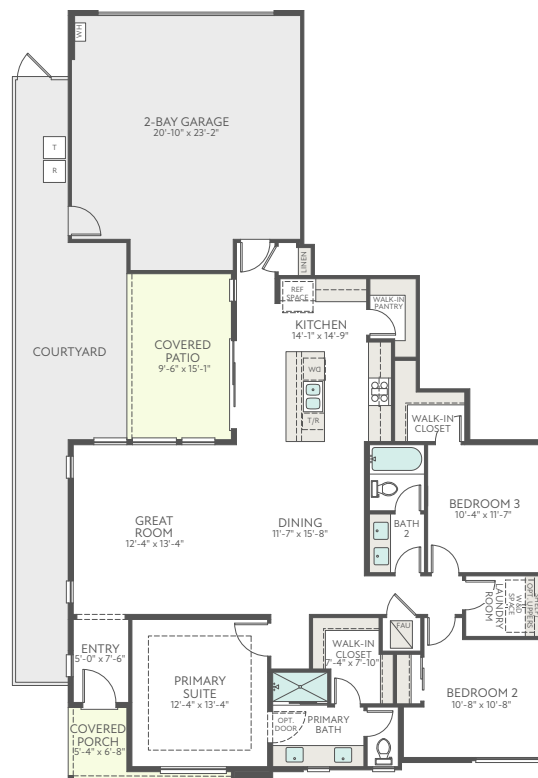 WH
2-BAY GARAGE
20'-10" x 23'-2"
T
R
LINEN
REF
SPACE
WALK-IN
PANTRY
KITCHEN
14'-1" x 14'-9"
COURTYARD
COVERED
PATIO
9'-6" x 15'-1"
DW
T/R
WALK-IN
CLOSET
BEDROOM 3
10'-4" x 11'-7"
GREAT
ROOM
12'-4" x 13'-4"
DINING
11'-7" x 15'-8"
BATH
2
LAUNDRY
ROOM
W&D
SPACE
OPT. UPPERS
SHELF
FAU
ENTRY
5'-0" x 7'-6"
WALK-IN
CLOSET
7'-4" x 7'-10"
PRIMARY
SUITE
12'-4" x 13'-4"
BEDROOM 2
10'-8" x 10'-8"
OPT.
DOOR
PRIMARY
BATH
COVERED
PORCH
5'-4" x 6'-8"